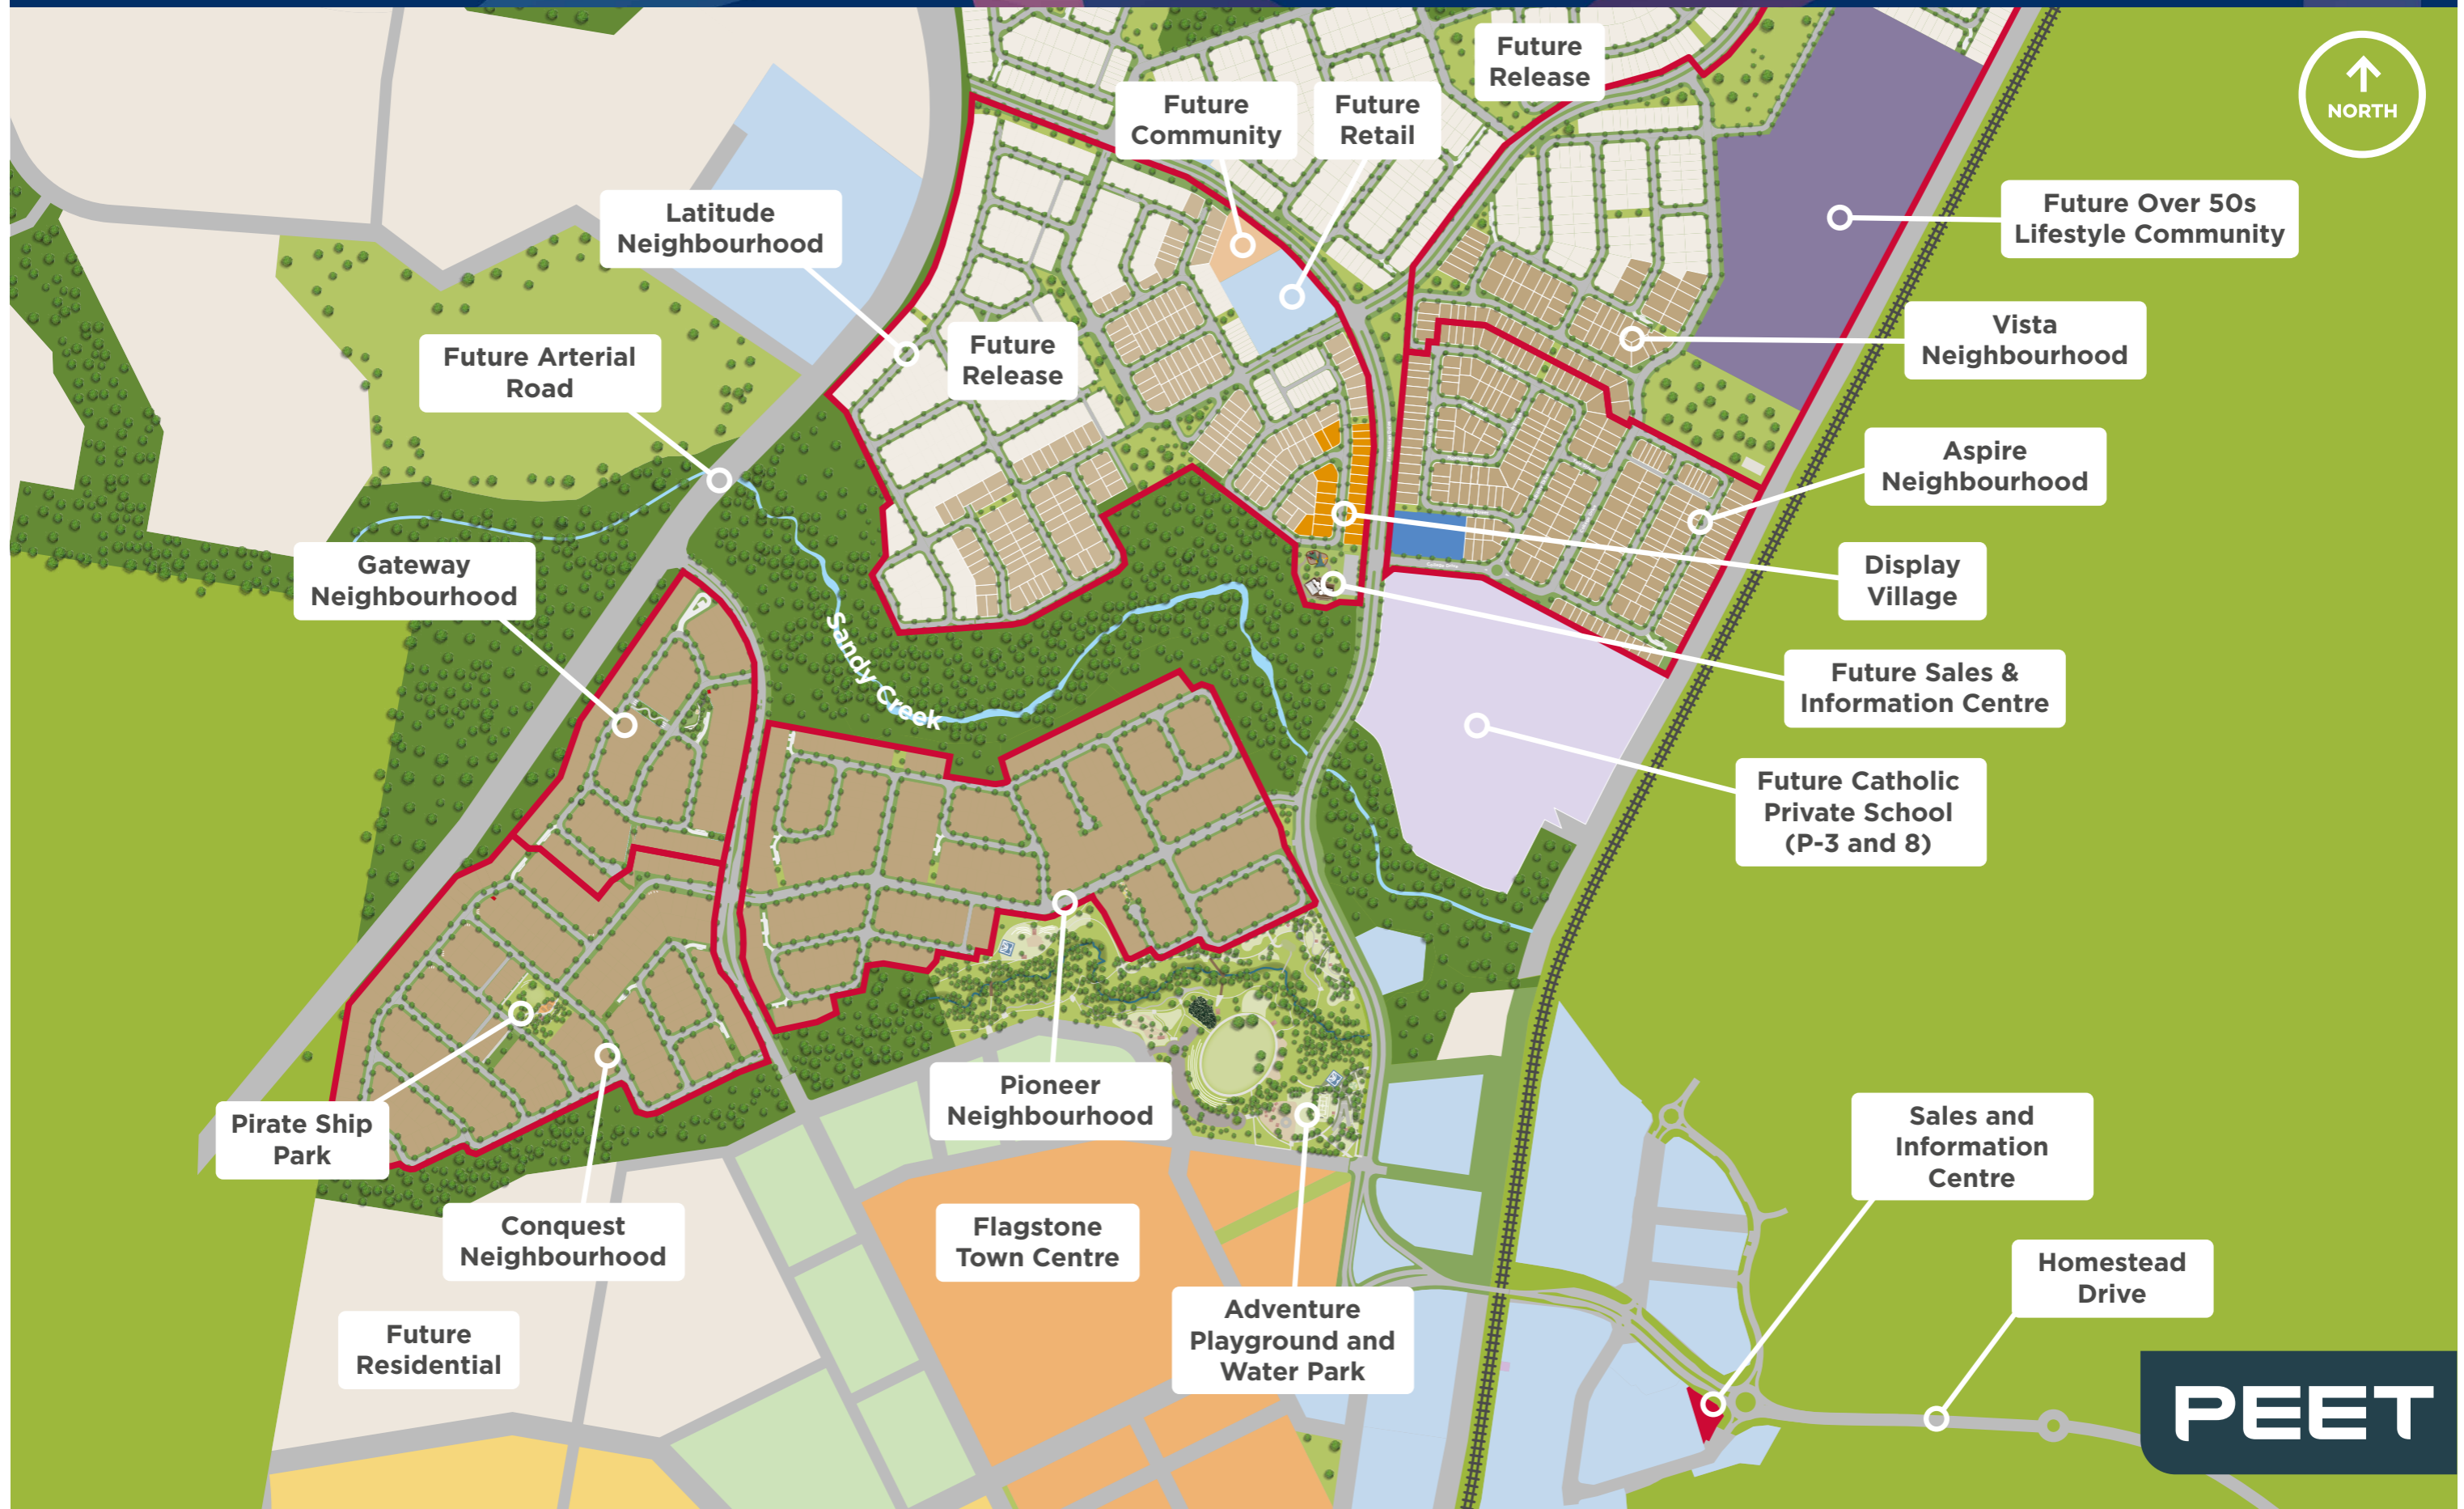 Future
Release
NORTH
Future
Community
Future
Retail
Latitude
Neighbourhood
Future Over 50s
Lifestyle Community
Future Arterial
Road
Future
Release
Vista
Neighbourhood
Aspire
Neighbourhood
Gateway
Neighbourhood
Display
Village
Sandy Creek
Future Sales &
Information Centre
Future Catholic
Private School
(P-3 and 8)
Pirate Ship
Park
Pioneer
Neighbourhood
Sales and
Information
Centre
Conquest
Neighbourhood
Flagstone
Town Centre
Homestead
Drive
Future
Residential
Adventure
Playground and
Water Park
PEET